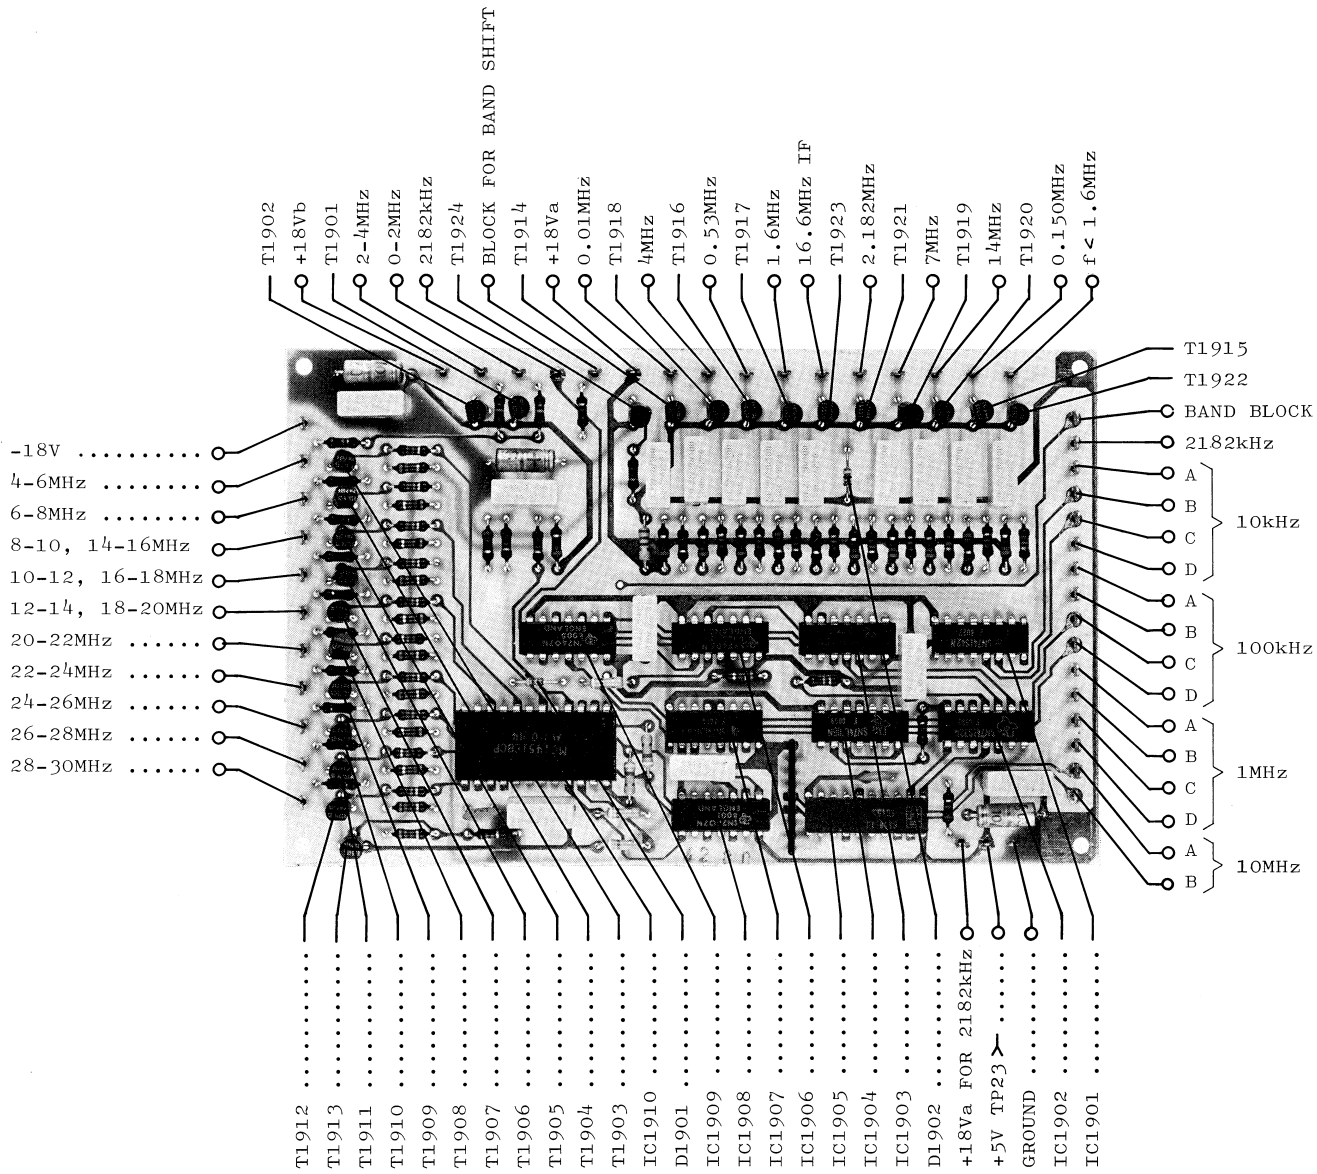 T1902
+18Vb
T1901
2-4MHz
0-2MHz
2182kHz
T1924
BLOCK FOR BAND SHIFT
T1914
+18Va
0.01MHz
T1918
4MHz
T1916
0.53MHz
T1917
1.6MHz
16.6MHz IF
T1923
2.182MHz
T1921
7MHz
T1919
14MHz
T1920
0.150MHz
f < 1.6MHz
T1915
T1922
BAND BLOCK
2182kHz
A
B
C
D
10kHz
A
B
C
D
100kHz
A
B
C
D
1MHz
A
B
10MHz
-18V
4-6MHz
6-8MHz
8-10, 14-16MHz
10-12, 16-18MHz
12-14, 18-20MHz
20-22MHz
22-24MHz
24-26MHz
26-28MHz
28-30MHz
SN7407N
ENGLAND
SN7407N
8001
ENGLAND
T1912
T1913
T1911
T1910
T1909
T1908
T1907
T1906
T1905
T1904
T1903
IC1910
D1901
IC1909
IC1908
IC1907
IC1906
IC1905
IC1904
IC1903
D1902
+18Va FOR 2182kHz
+5V TP23
GROUND
IC1902
IC1901